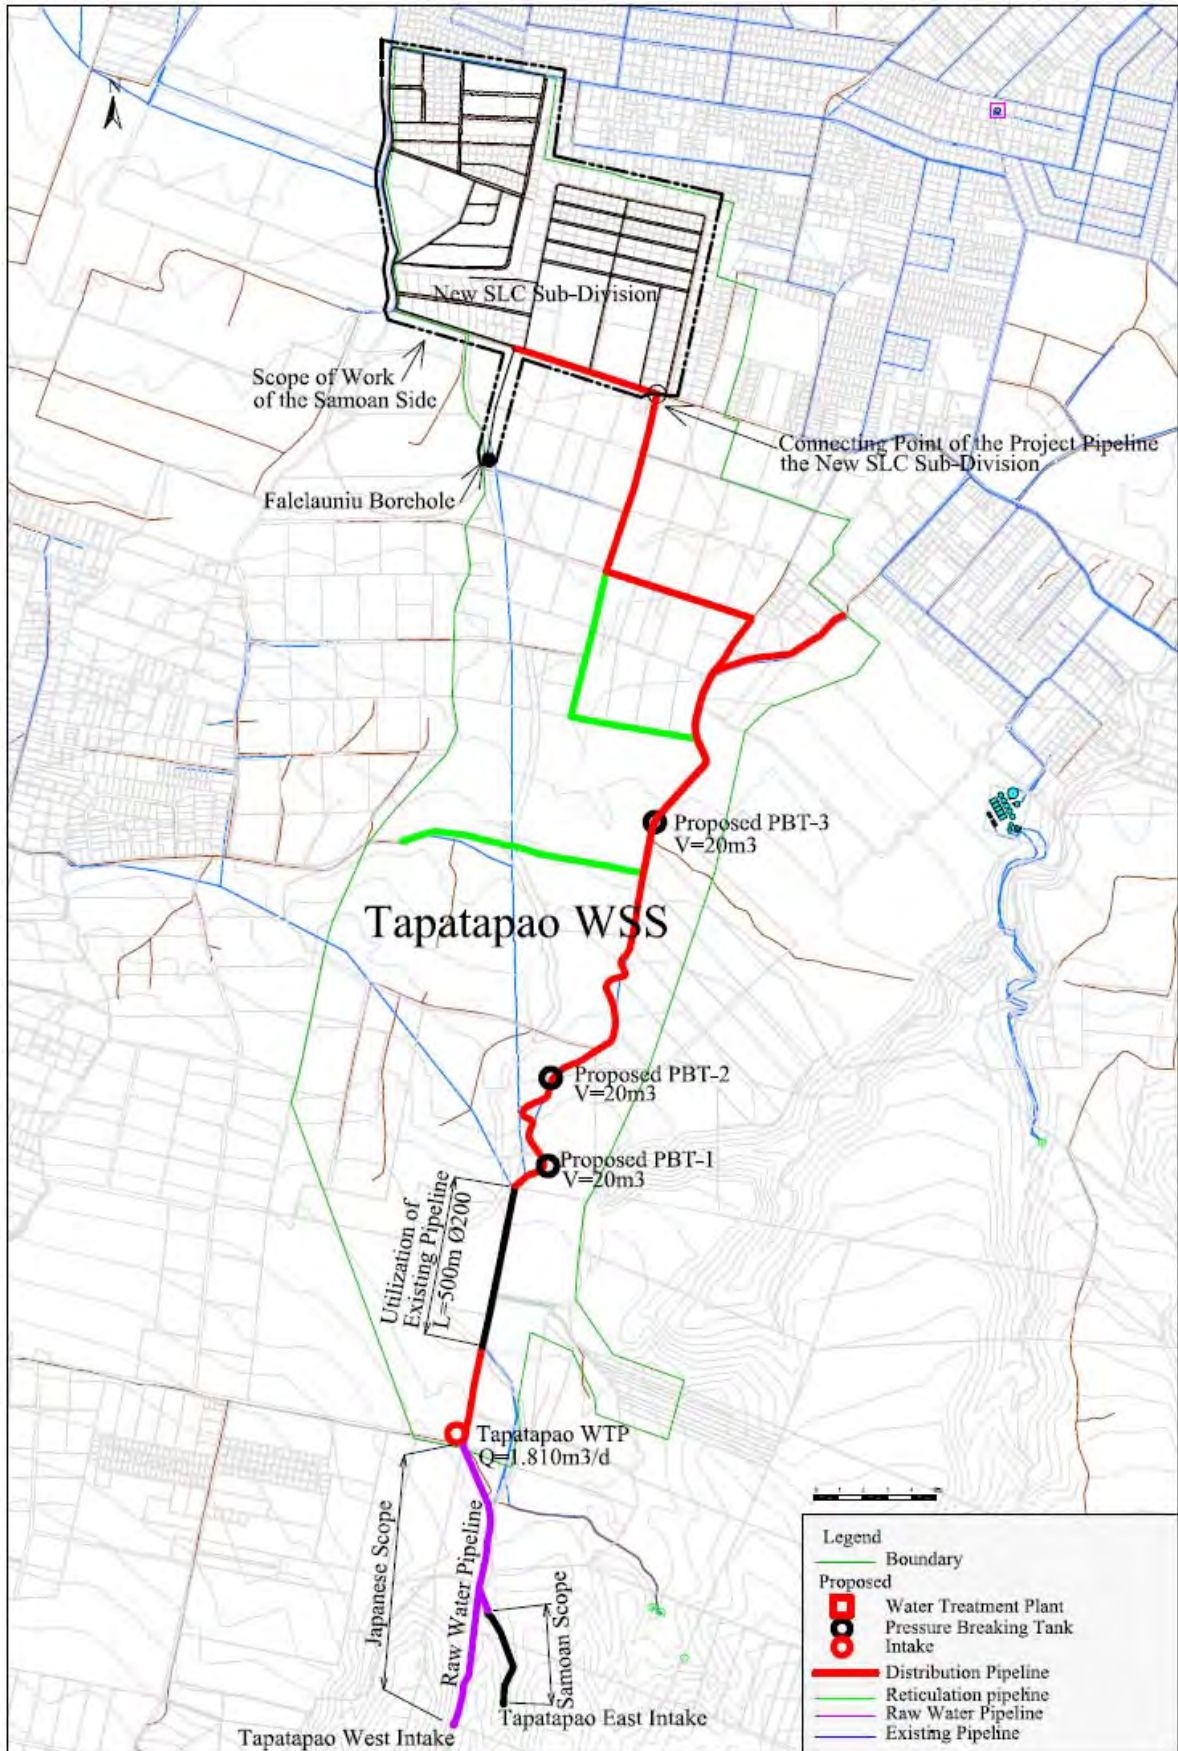 N
New SLC Sub-Division
Scope of Work
of the Samoan Side
Connecting Point of the Project Pipeline
the New SLC Sub-Division
Falelauniu Borehole
Proposed PBT-3
V=20m3
Tapatapao WSS
Proposed PBT-2
V=20m3
Proposed PBT-1
V=20m3
Utilization of
Existing Pipeline
L=500m Ø200
Tapatapao WTP
Q=1.810m3/d
Japanese Scope
Raw Water Pipeline
Samoan Scope
Tapatapao East Intake
Tapatapao West Intake
Legend
Boundary
Proposed
Water Treatment Plant
Pressure Breaking Tank
Intake
Distribution Pipeline
Reticulation pipeline
Raw Water Pipeline
Existing Pipeline